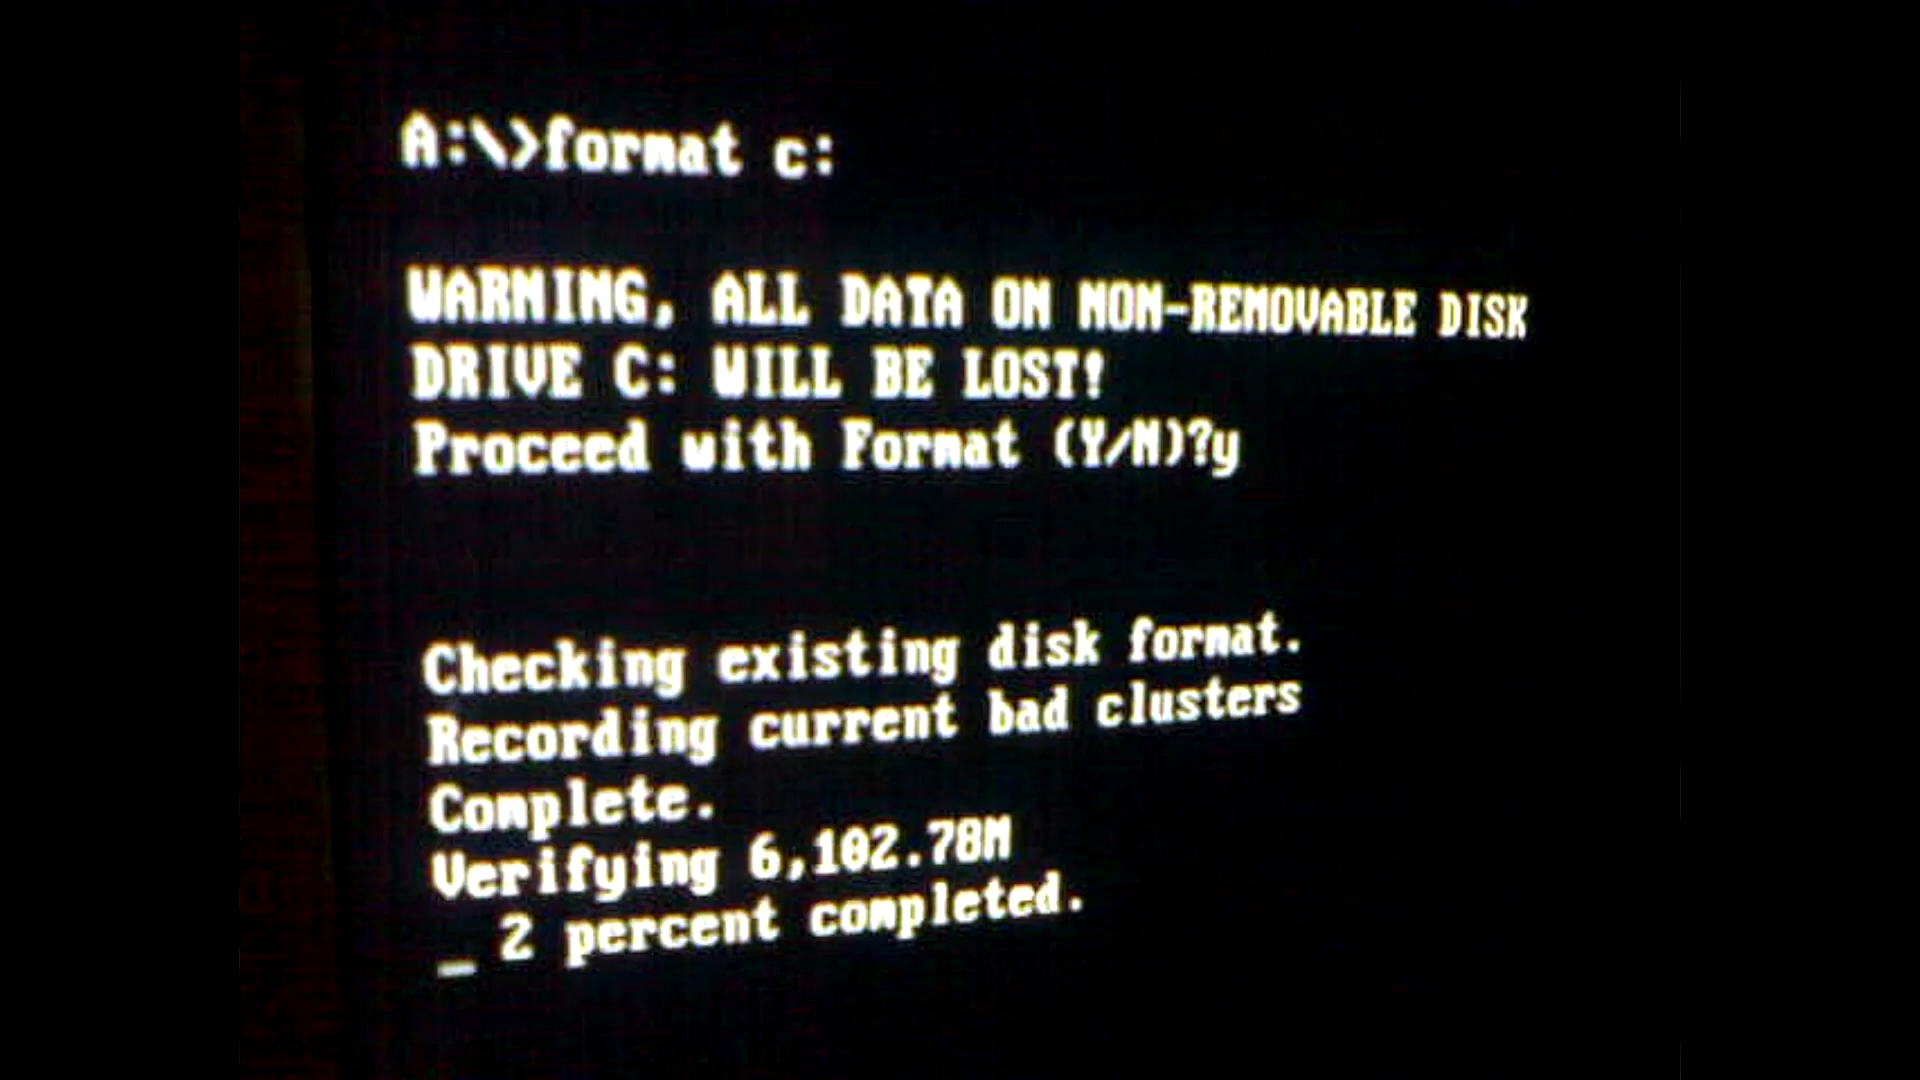 A:\>format c:
WARNING, ALL DATA ON NON-REMOVABLE DISK
DRIVE C: WILL BE LOST!
Proceed with Format (Y/N)?y
Checking existing disk format.
Recording current bad clusters
Complete.
Verifying 6,102.78M
_ 2 percent completed.